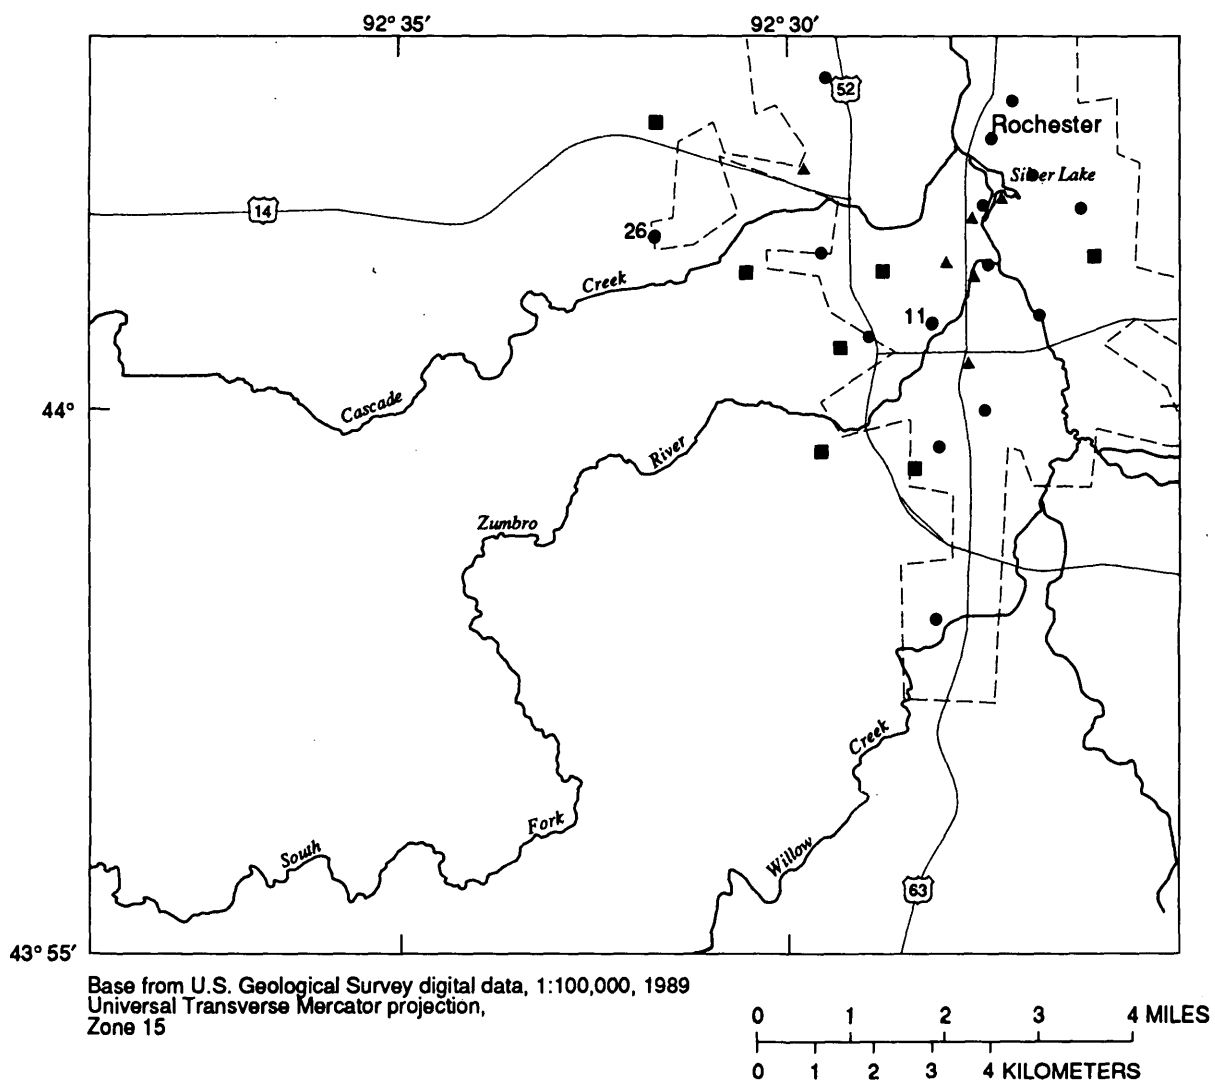 92° 35′
92° 30′
52
Rochester
Silver Lake
14
26
Creek
11
Cascade
44°
River
Zumbro
Creek
Fork
South
Willow
63
43° 55′
Base from U.S. Geological Survey digital data, 1:100,000, 1989
Universal Transverse Mercator projection,
Zone 15
0 1 2 3 4 MILES
0 1 2 3 4 KILOMETERS